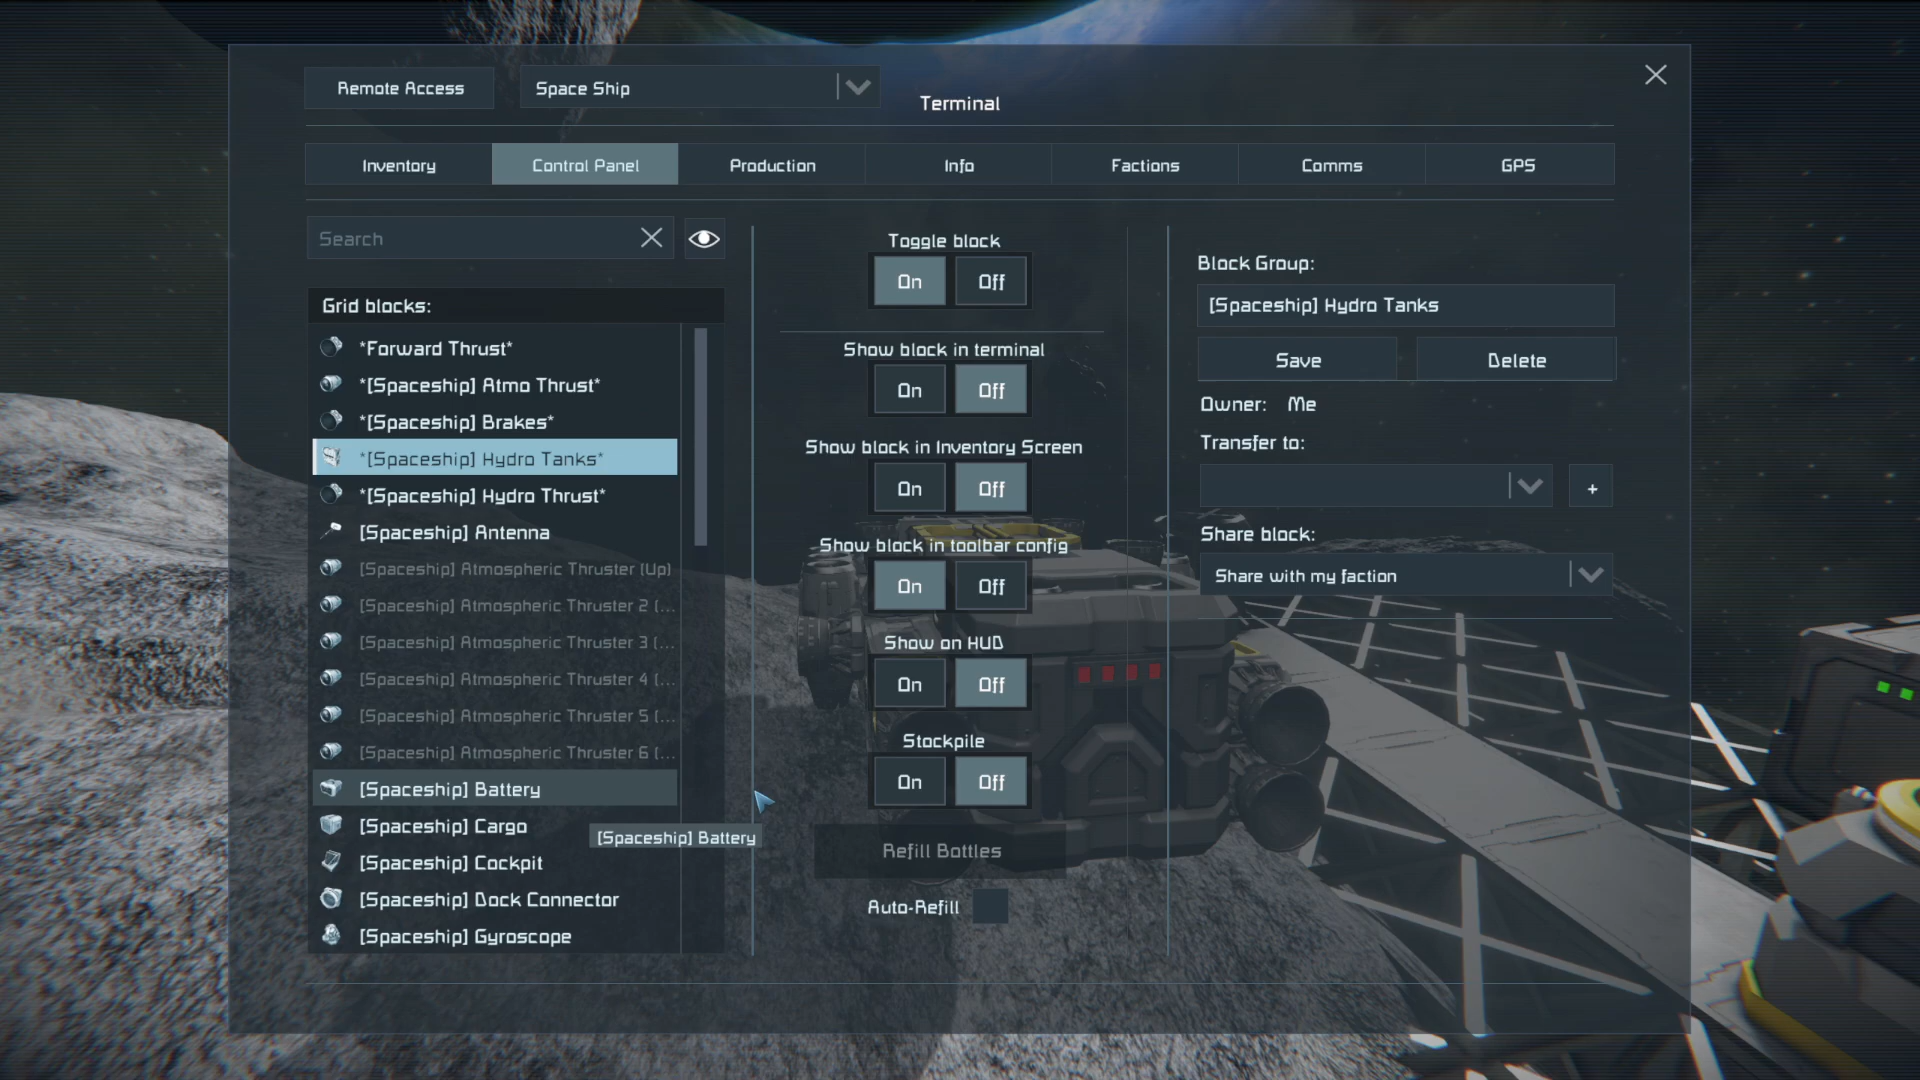 Remote Access
Space Ship
Terminal
Inventory
Control Panel
Production
Info
Factions
Comms
GPS
Search
Grid blocks:
*Forward Thrust*
*[Spaceship] Atmo Thrust*
*[Spaceship] Brakes*
*[Spaceship] Hydro Tanks*
*[Spaceship] Hydro Thrust*
[Spaceship] Antenna
[Spaceship] Atmospheric Thruster (Up)
[Spaceship] Atmospheric Thruster 2 (...
[Spaceship] Atmospheric Thruster 3 (...
[Spaceship] Atmospheric Thruster 4 (...
[Spaceship] Atmospheric Thruster 5 (...
[Spaceship] Atmospheric Thruster 6 (...
[Spaceship] Battery
[Spaceship] Cargo
[Spaceship] Battery
[Spaceship] Cockpit
[Spaceship] Dock Connector
[Spaceship] Gyroscope
Toggle block
On Off
Show block in terminal
On Off
Show block in Inventory Screen
On Off
Show block in toolbar config
On Off
Show on HUD
On Off
Stockpile
On Off
Refill Bottles
Auto-Refill
Block Group:
[Spaceship] Hydro Tanks
Save
Delete
Owner: Me
Transfer to:
+
Share block:
Share with my faction